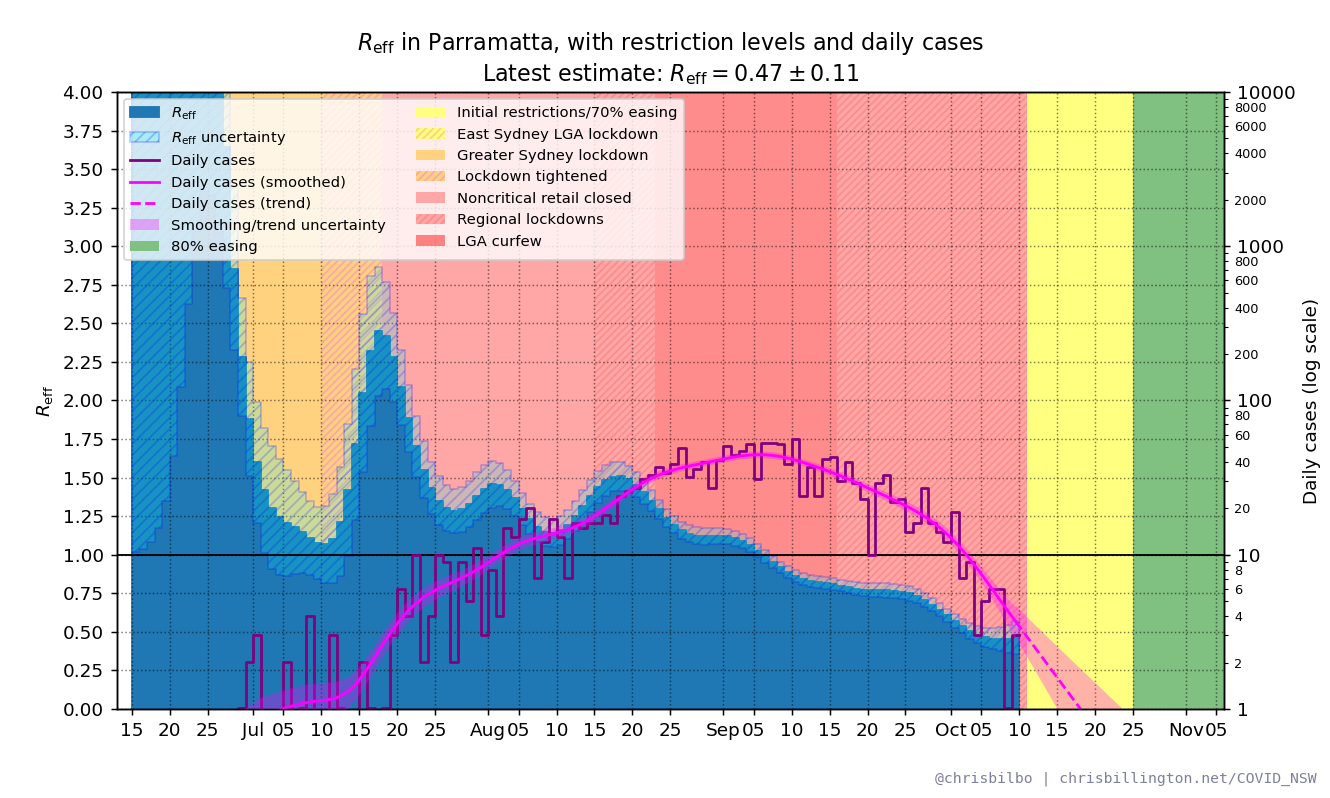 Reff in Parramatta, with restriction levels and daily cases
Latest estimate: Reff = 0.47 ± 0.11
Reff
Reff uncertainty
Daily cases
Daily cases (smoothed)
Daily cases (trend)
Smoothing/trend uncertainty
80% easing
Initial restrictions/70% easing
East Sydney LGA lockdown
Greater Sydney lockdown
Lockdown tightened
Noncritical retail closed
Regional lockdowns
LGA curfew
Reff
4.00
3.75
3.50
3.25
3.00
2.75
2.50
2.25
2.00
1.75
1.50
1.25
1.00
0.75
0.50
0.25
0.00
10000
8000
6000
4000
2000
1000
800
600
400
200
100
80
60
40
20
10
8
6
4
2
1
Daily cases (log scale)
15 20 25 Jul 05 10 15 20 25 Aug 05 10 15 20 25 Sep 05 10 15 20 25 Oct 05 10 15 20 25 Nov 05
@chrisbilbo | chrisbillington.net/COVID_NSW